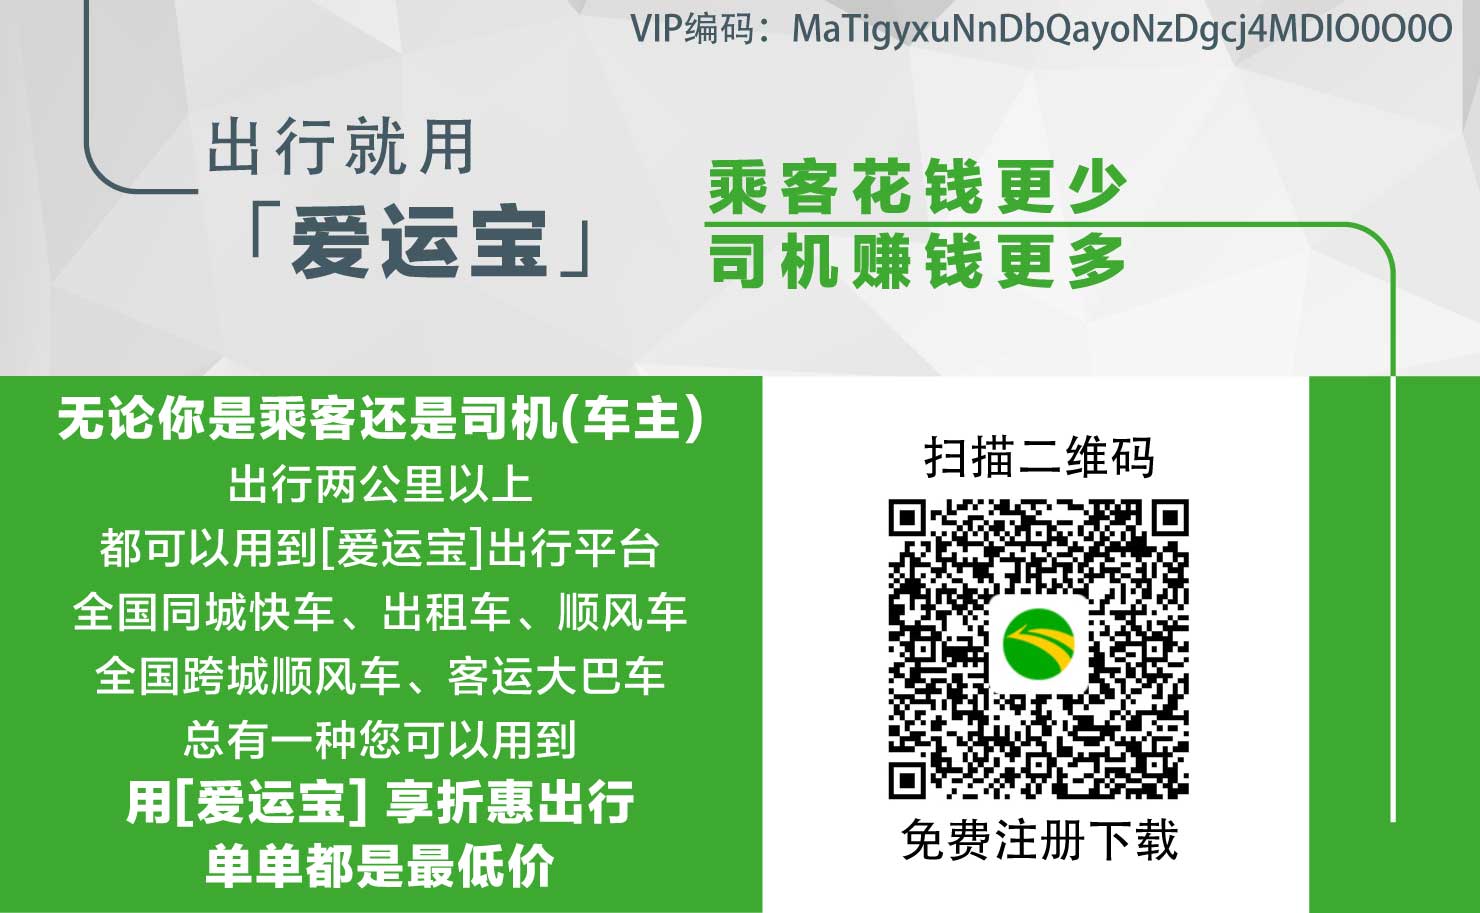 VIP编码：MaTigyxuNnDbQayoNzDgcj4MDIO0O0O
出行就用
「爱运宝」
乘客花钱更少
司机赚钱更多
无论你是乘客还是司机(车主)
出行两公里以上
都可以用到[爱运宝]出行平台
全国同城快车、出租车、顺风车
全国跨城顺风车、客运大巴车
总有一种您可以用到
用[爱运宝] 享折惠出行
单单都是最低价
扫描二维码
免费注册下载